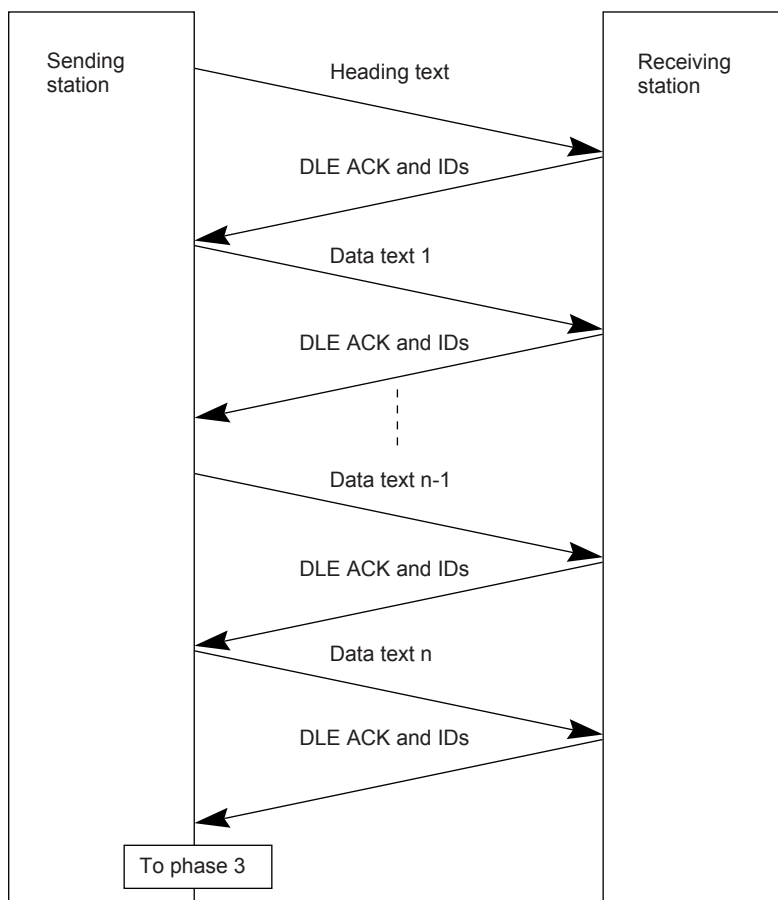 Sending
station
Receiving
station
Heading text
DLE ACK and IDs
Data text 1
DLE ACK and IDs
Data text n-1
DLE ACK and IDs
Data text n
DLE ACK and IDs
To phase 3